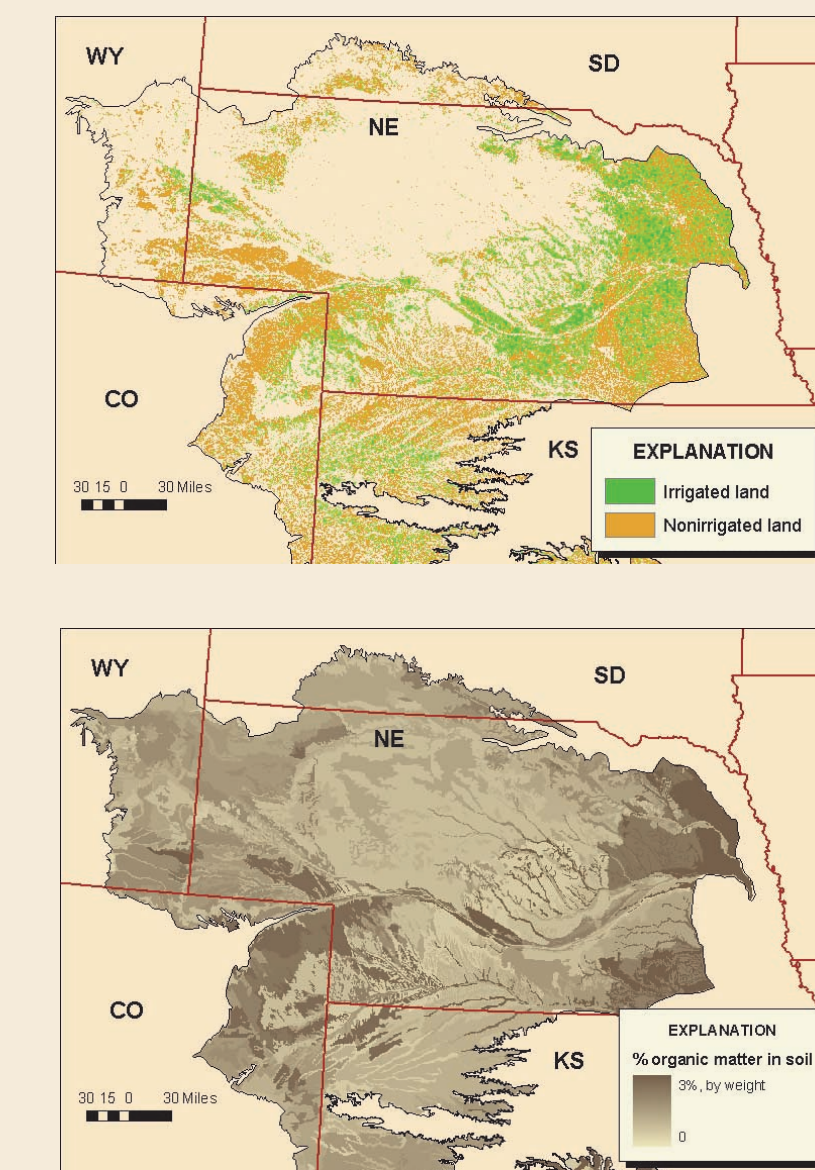 WY
SD
NE
CO
KS
EXPLANATION
Irrigated land
Nonirrigated land
30 15 0 30 Miles
WY
SD
NE
CO
KS
EXPLANATION
% organic matter in soil
3%, by weight
0
30 15 0 30 Miles